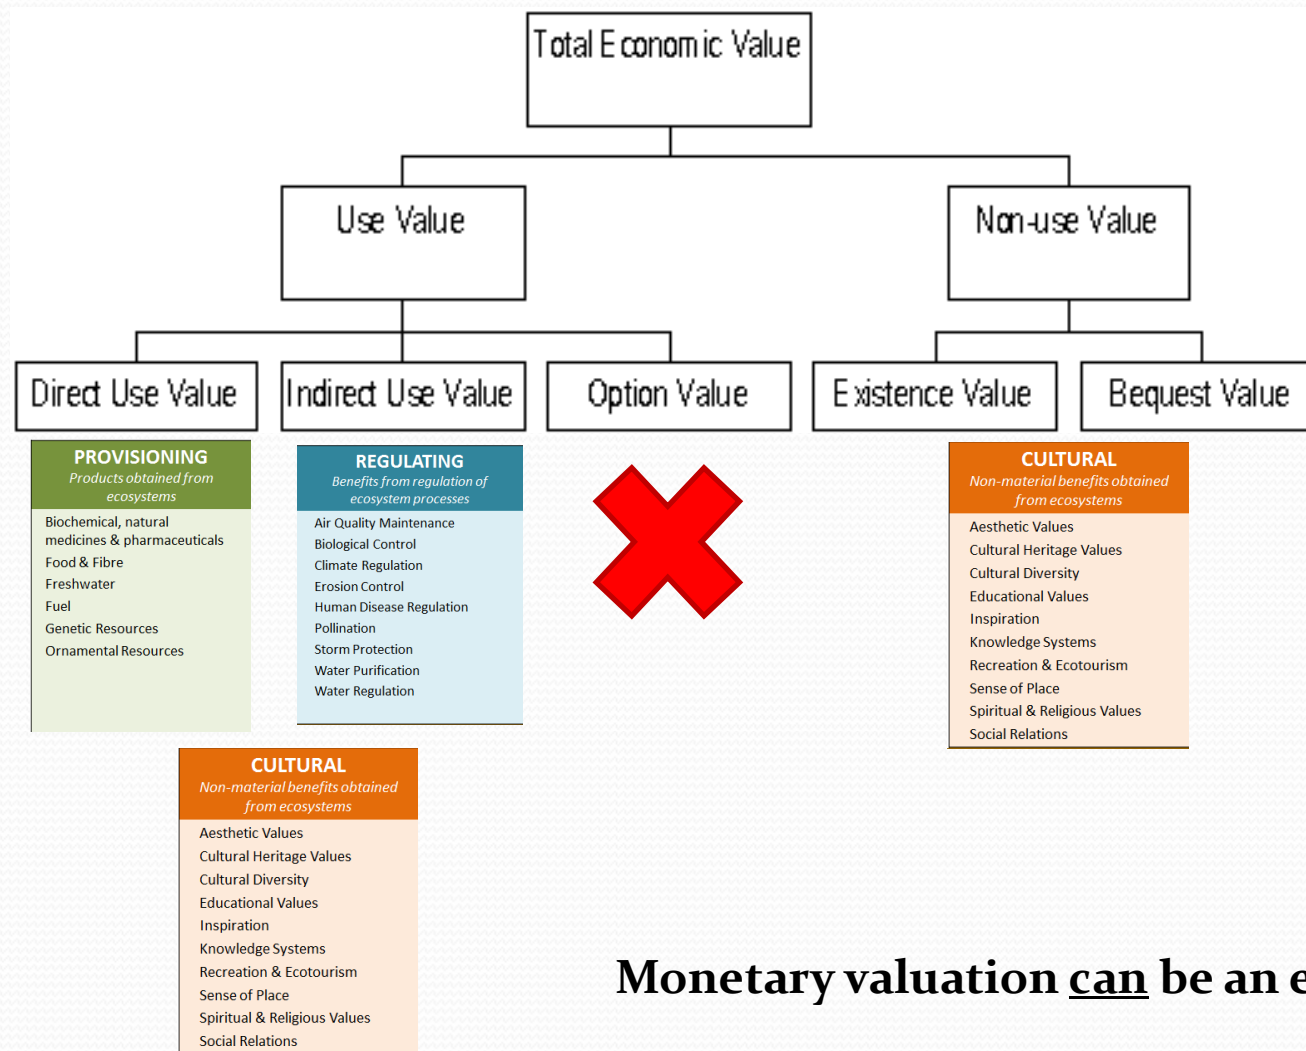 Total Economic Value
Use Value
Non-use Value
Direct Use Value
Indirect Use Value
Option Value
Existence Value
Bequest Value
PROVISIONING
Products obtained from
ecosystems
Biochemical, natural
medicines & pharmaceuticals
Food & Fibre
Freshwater
Fuel
Genetic Resources
Ornamental Resources
REGULATING
Benefits from regulation of
ecosystem processes
Air Quality Maintenance
Biological Control
Climate Regulation
Erosion Control
Human Disease Regulation
Pollination
Storm Protection
Water Purification
Water Regulation
CULTURAL
Non-material benefits obtained
from ecosystems
Aesthetic Values
Cultural Heritage Values
Cultural Diversity
Educational Values
Inspiration
Knowledge Systems
Recreation & Ecotourism
Sense of Place
Spiritual & Religious Values
Social Relations
CULTURAL
Non-material benefits obtained
from ecosystems
Aesthetic Values
Cultural Heritage Values
Cultural Diversity
Educational Values
Inspiration
Knowledge Systems
Recreation & Ecotourism
Sense of Place
Spiritual & Religious Values
Social Relations
Monetary valuation can be an